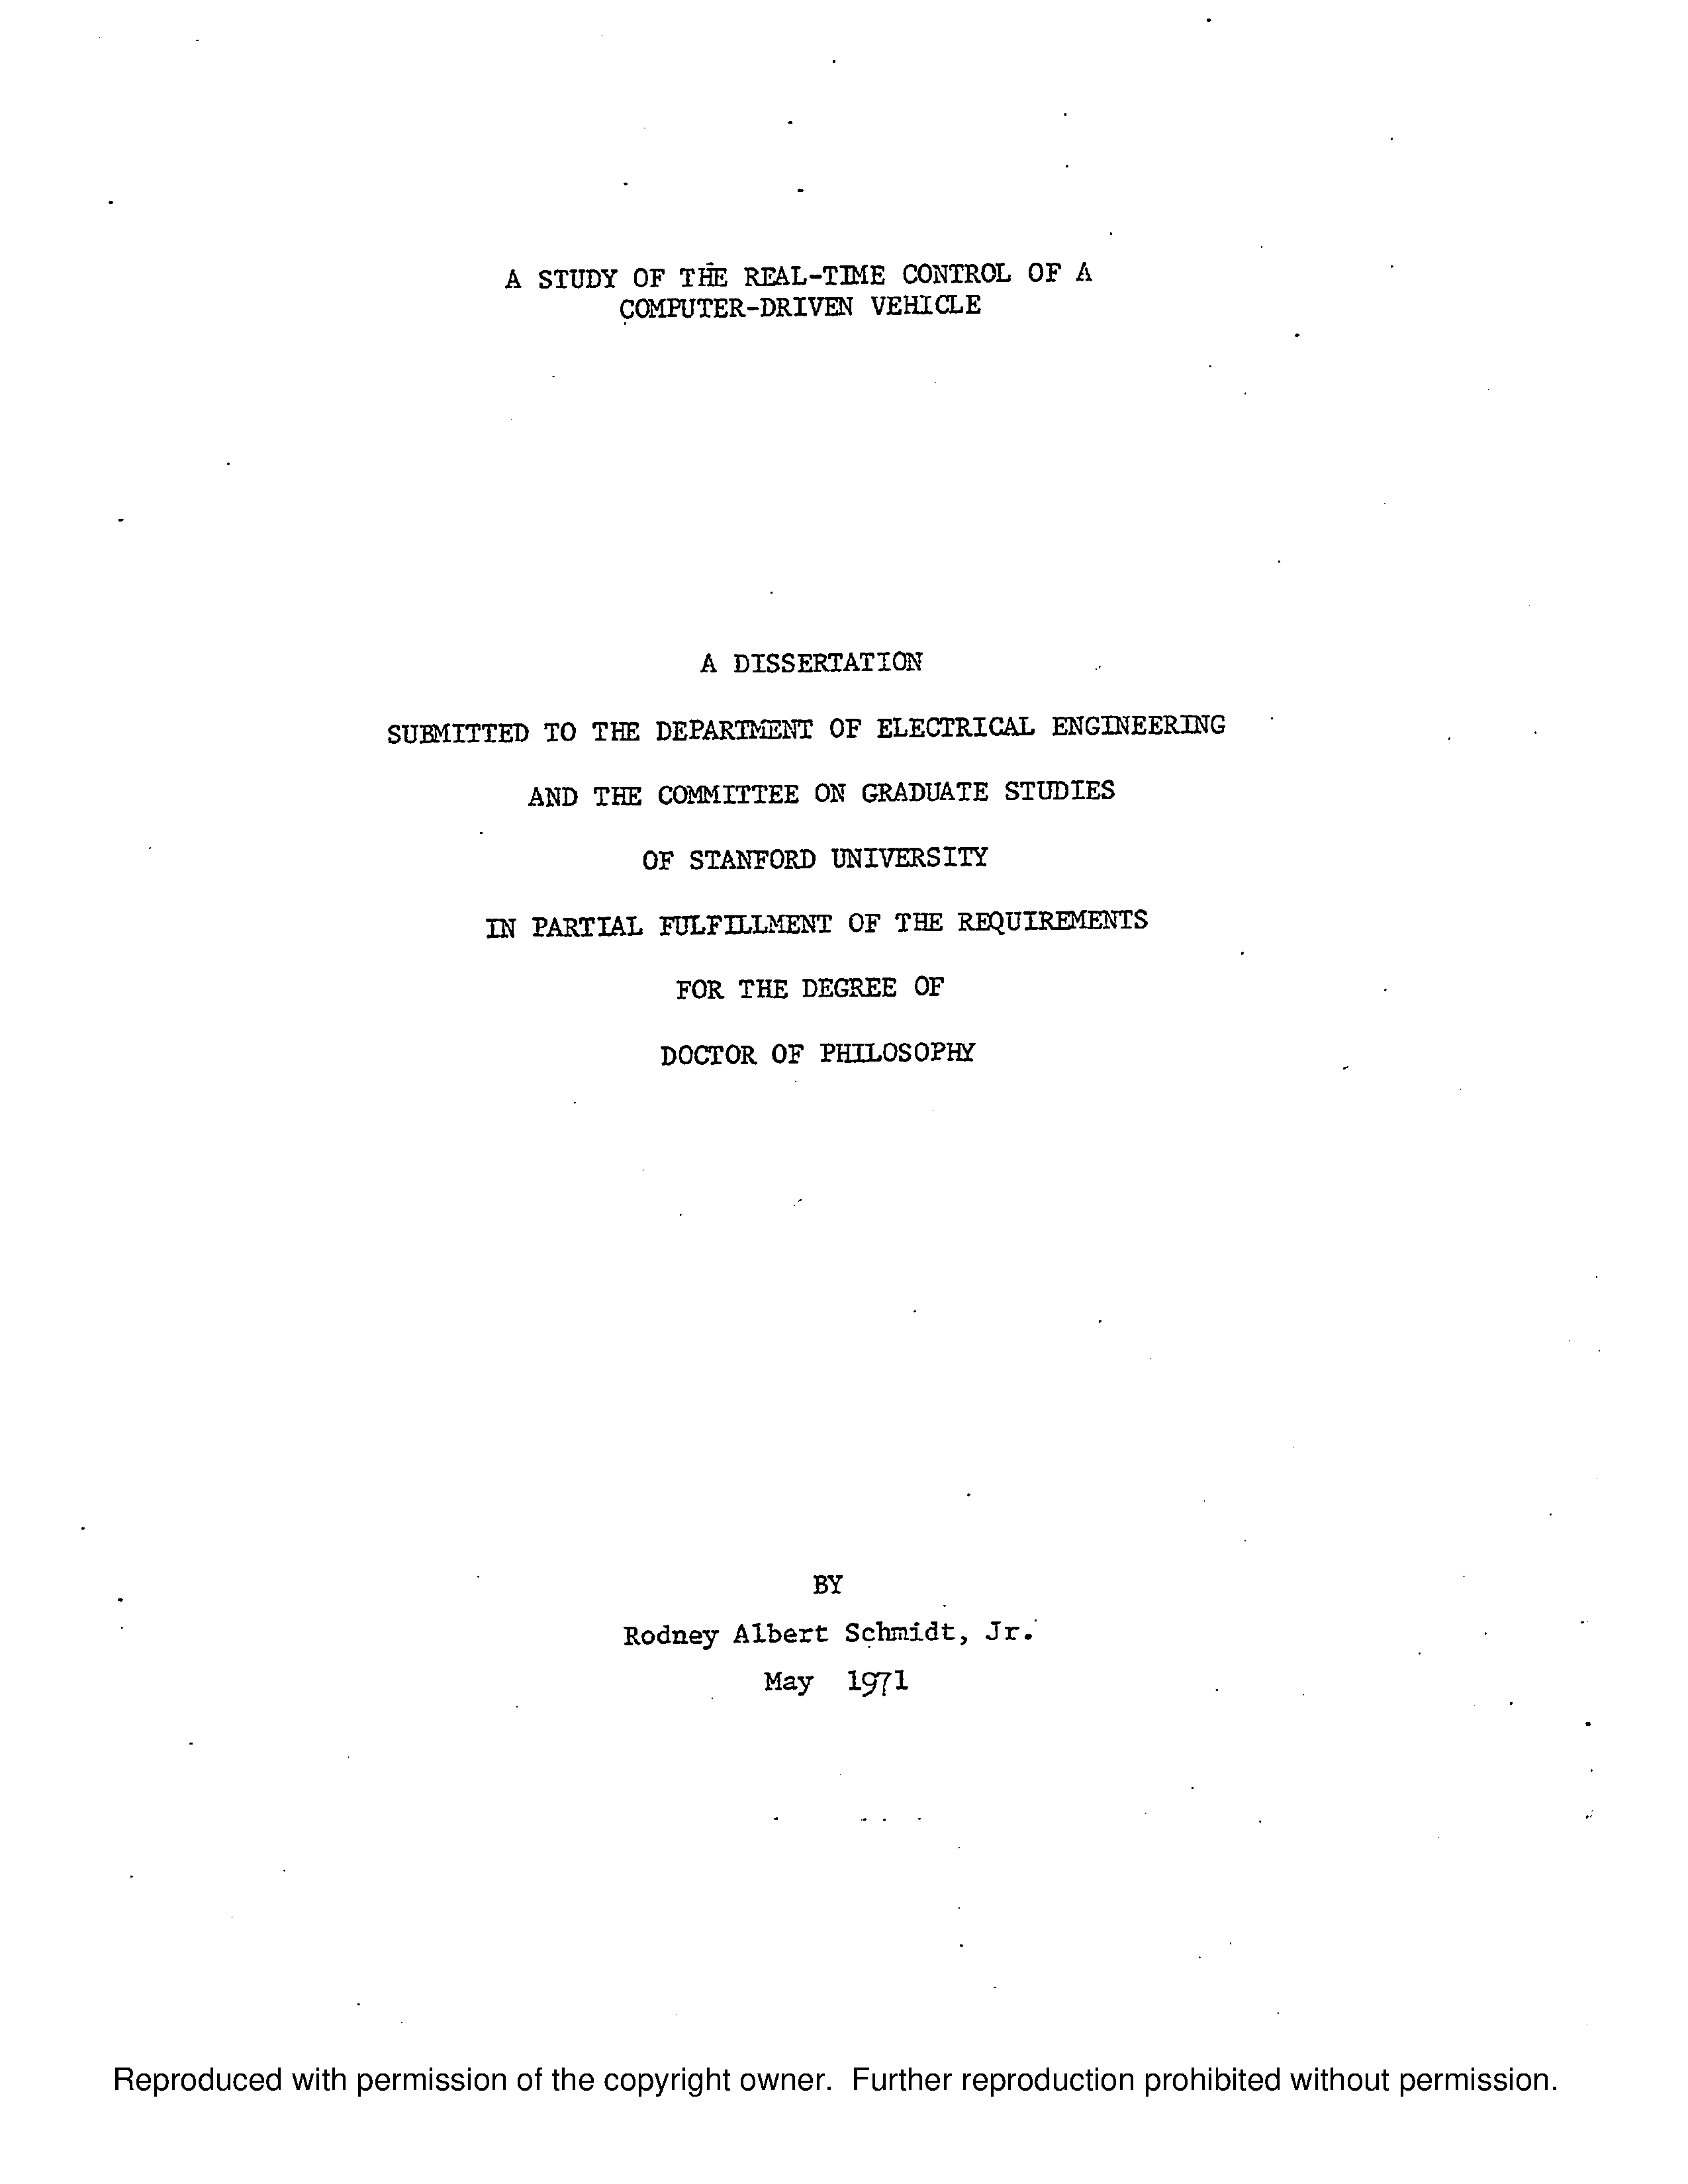 A STUDY OF THE REAL-TIME CONTROL OF A
COMPUTER-DRIVEN VEHICLE
A DISSERTATION
SUBMITTED TO THE DEPARTMENT OF ELECTRICAL ENGINEERING
AND THE COMMITTEE ON GRADUATE STUDIES
OF STANFORD UNIVERSITY
IN PARTIAL FULFILLMENT OF THE REQUIREMENTS
FOR THE DEGREE OF
DOCTOR OF PHILOSOPHY
BY
Rodney Albert Schmidt, Jr.
May 1971
Reproduced with permission of the copyright owner. Further reproduction prohibited without permission.